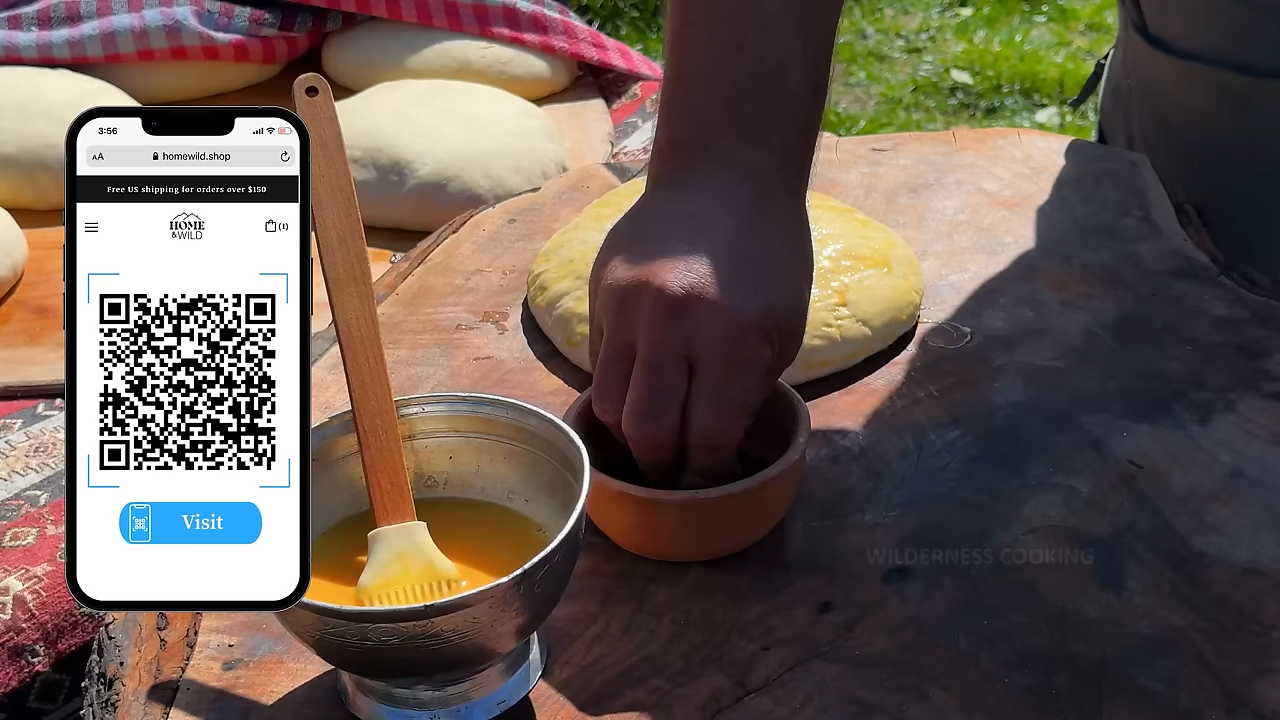 3:56
AA homewild.shop
Free US shipping for orders over $150
HOME
&WILD
(1)
Visit
WILDERNESS COOKING